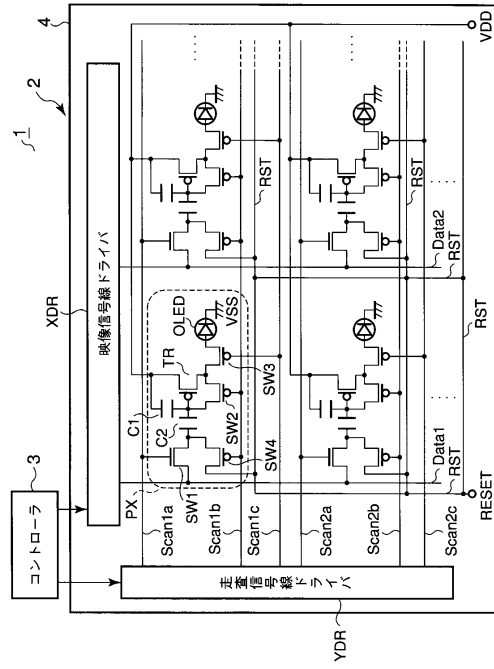 1
2
4
3
コントローラ
XDR
映像信号線ドライバ
YDR
走査信号線ドライバ
PX
Scan1a
Scan1b
Scan1c
Scan2a
Scan2b
Scan2c
SW1
C1
C2
TR
OLED
VSS
SW2
SW3
SW4
RST
RST
RST
RST
RST
Data1
Data2
RESET
VDD